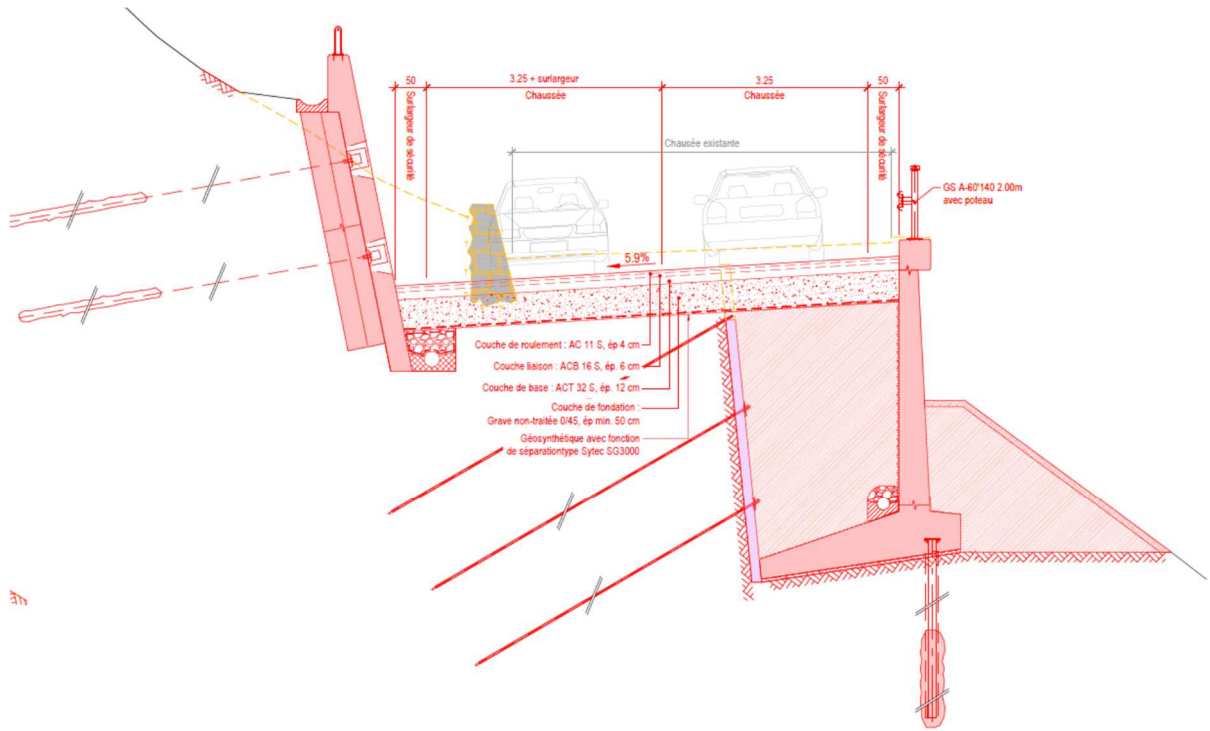 50
3.25 + surlargeur
3.25
50
Chaussée
Chaussée
Surlargeur de sécurité
Surlargeur de sécurité
Chausée existante
GS A-60'140 2.00m
avec poteau
5.9%
Couche de roulement : AC 11 S, ép 4 cm
Couche liaison : ACB 16 S, ép. 6 cm
Couche de base : ACT 32 S, ép. 12 cm
Couche de fondation :
Grave non-traitée 0/45, ép min. 50 cm
Géosynthétique avec fonction
de séparationtype Sytec SG3000